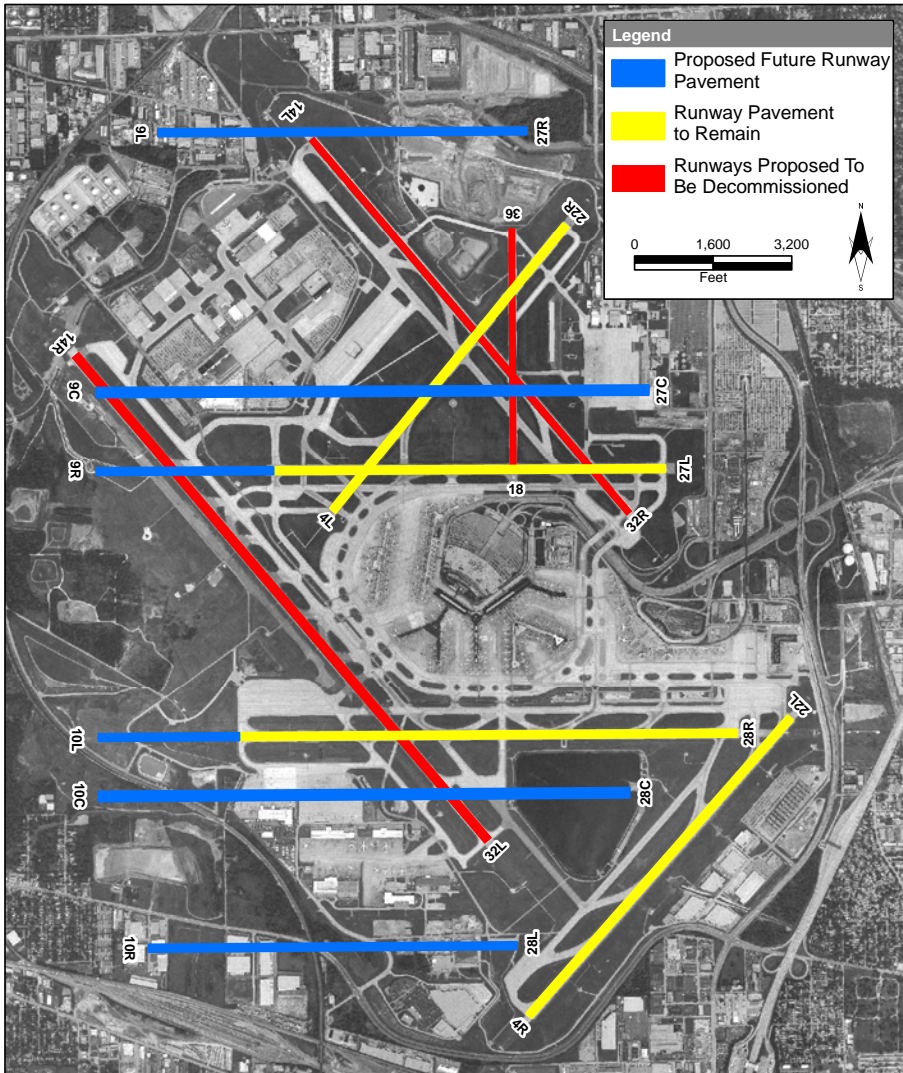 Legend
Proposed Future Runway
Pavement
Runway Pavement
to Remain
Runways Proposed To
Be Decommissioned
N
S
0
1,600
3,200
Feet
14L
9L
27R
36
22R
14R
9C
27C
9R
27L
18
4L
32R
22L
10L
28R
10C
28C
32L
10R
28L
4R